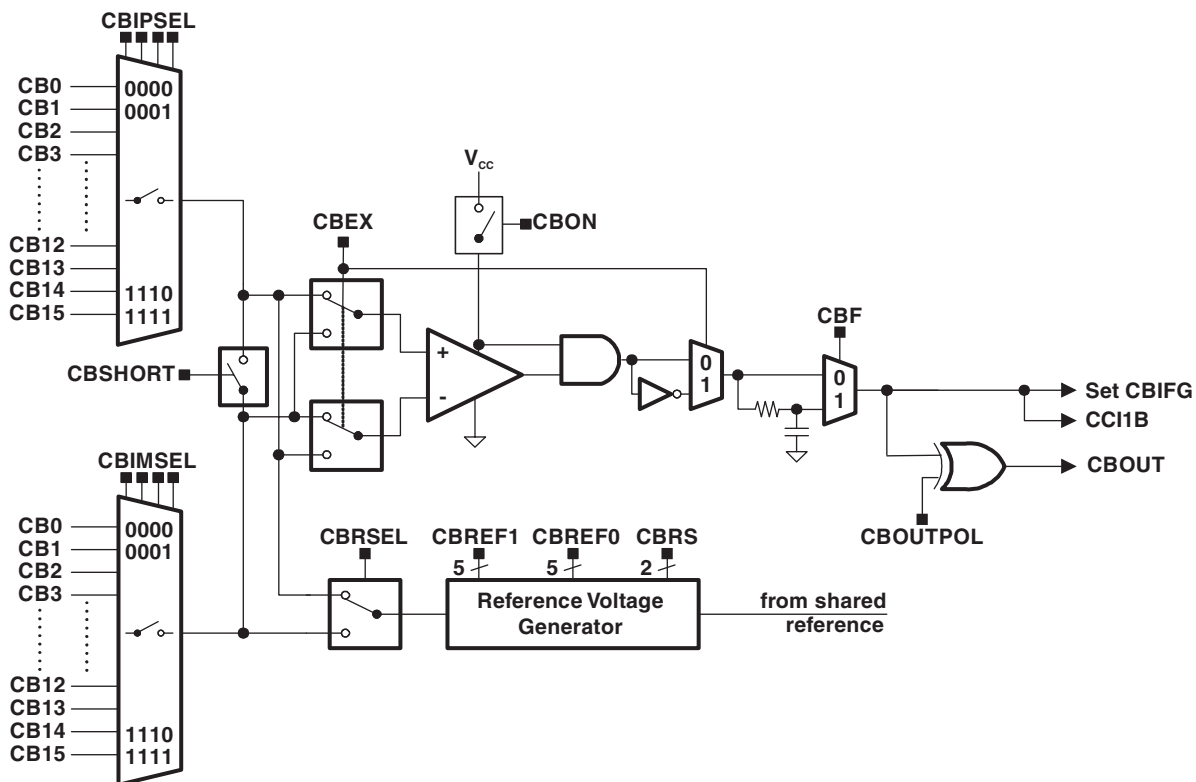 CBIPSEL
CB0
CB1
CB2
CB3
CB12
CB13
CB14
CB15
0000
0001
1110
1111
CBSHORT
CBEX
VCC
CBON
+
-
0
1
CBF
0
1
Set CBIFG
CCI1B
CBOUT
CBOUTPOL
CBIMSEL
CB0
CB1
CB2
CB3
CB12
CB13
CB14
CB15
0000
0001
1110
1111
CBRSEL
CBREF1
CBREF0
CBRS
5
5
2
Reference Voltage
Generator
from shared
reference